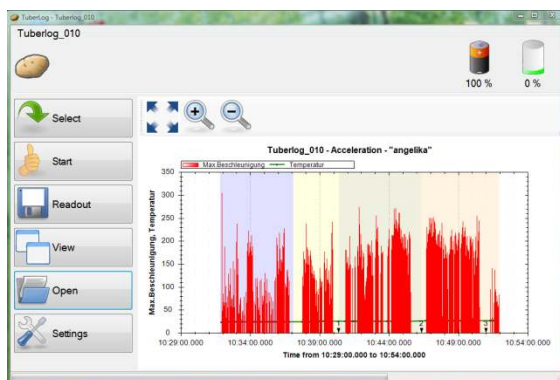 TuberLog - Tuberlog_010
Tuberlog_010
100 %
0 %
Select
Start
Readout
View
Open
Settings
Tuberlog_010 - Acceleration - "angelika"
Max.Beschleunigung
Temperatur
Max.Beschleunigung, Temperatur
350
300
250
200
150
100
50
0
1
2
3
10:29:00.000
10:34:00.000
10:39:00.000
10:44:00.000
10:49:00.000
10:54:00.000
Time from 10:29:00.000 to 10:54:00.000